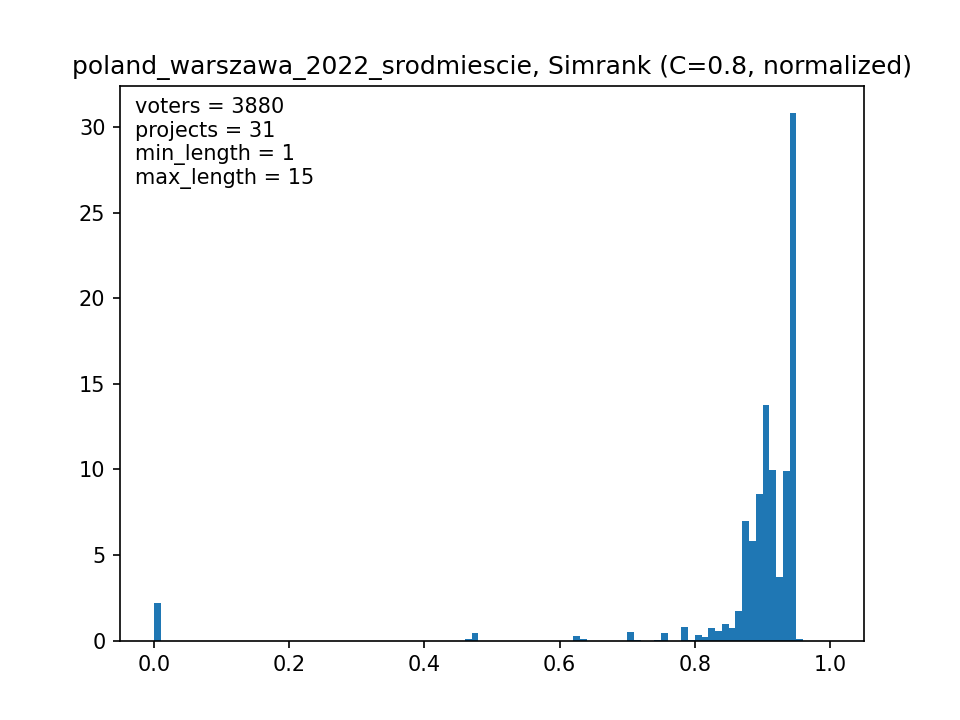 poland_warszawa_2022_srodmiescie, Simrank (C=0.8, normalized)
voters = 3880
projects = 31
min_length = 1
max_length = 15
30
25
20
15
10
5
0
0.0 0.2 0.4 0.6 0.8 1.0